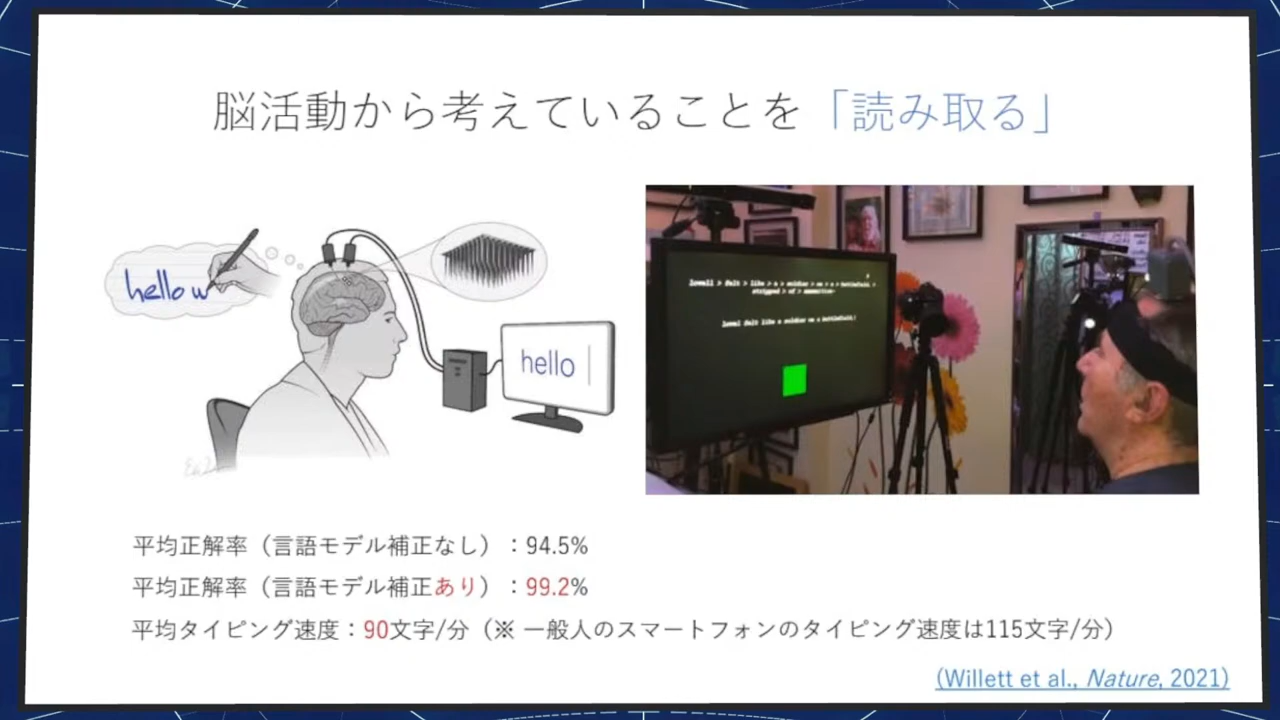 脳活動から考えていることを「読み取る」
hello w
hello
平均正解率（言語モデル補正なし）：94.5%
平均正解率（言語モデル補正あり）：99.2%
平均タイピング速度：90文字/分（※ 一般人のスマートフォンのタイピング速度は115文字/分）
(Willett et al., Nature, 2021)